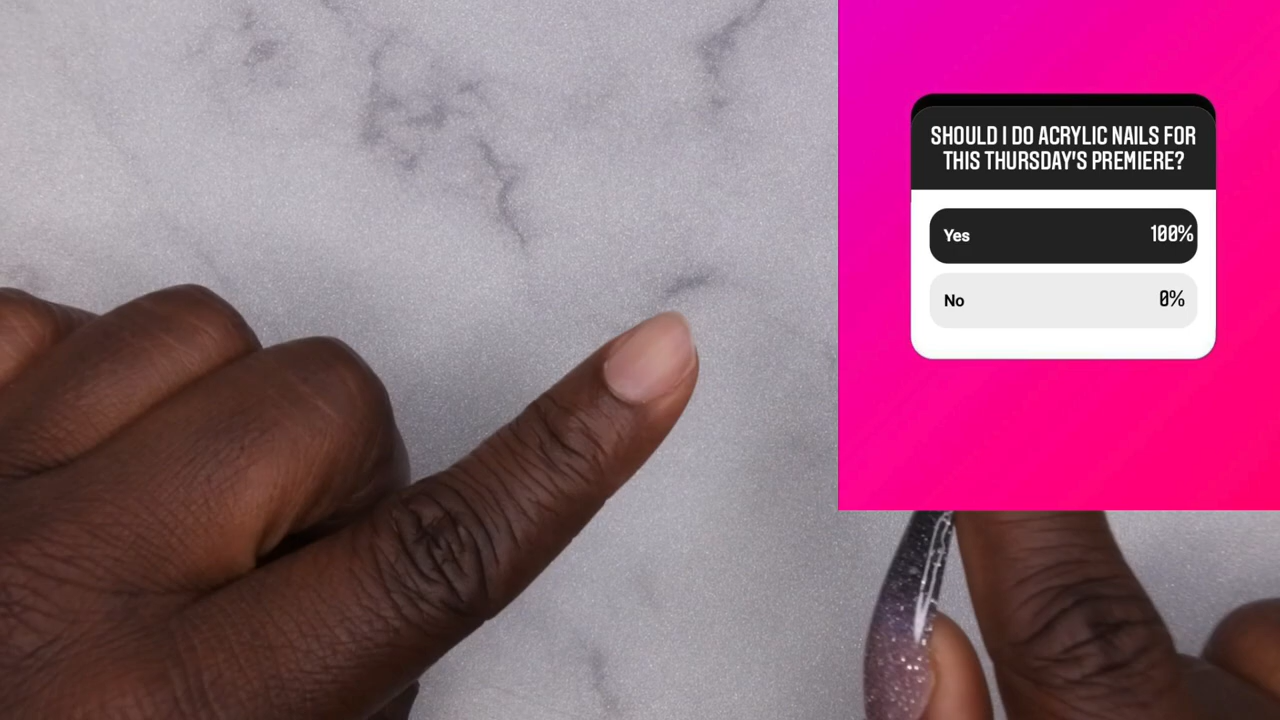 SHOULD I DO ACRYLIC NAILS FOR
THIS THURSDAY'S PREMIERE?
Yes 100%
No 0%